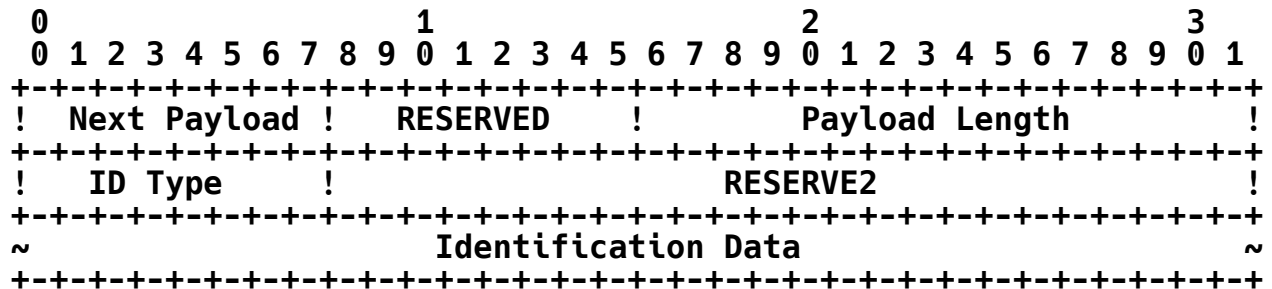 0                   1                   2                   3
 0 1 2 3 4 5 6 7 8 9 0 1 2 3 4 5 6 7 8 9 0 1 2 3 4 5 6 7 8 9 0 1
+-+-+-+-+-+-+-+-+-+-+-+-+-+-+-+-+-+-+-+-+-+-+-+-+-+-+-+-+-+-+-+-+
!  Next Payload !   RESERVED    !        Payload Length         !
+-+-+-+-+-+-+-+-+-+-+-+-+-+-+-+-+-+-+-+-+-+-+-+-+-+-+-+-+-+-+-+-+
!   ID Type     !                    RESERVE2                   !
+-+-+-+-+-+-+-+-+-+-+-+-+-+-+-+-+-+-+-+-+-+-+-+-+-+-+-+-+-+-+-+-+
~                     Identification Data                       ~
+-+-+-+-+-+-+-+-+-+-+-+-+-+-+-+-+-+-+-+-+-+-+-+-+-+-+-+-+-+-+-+-+